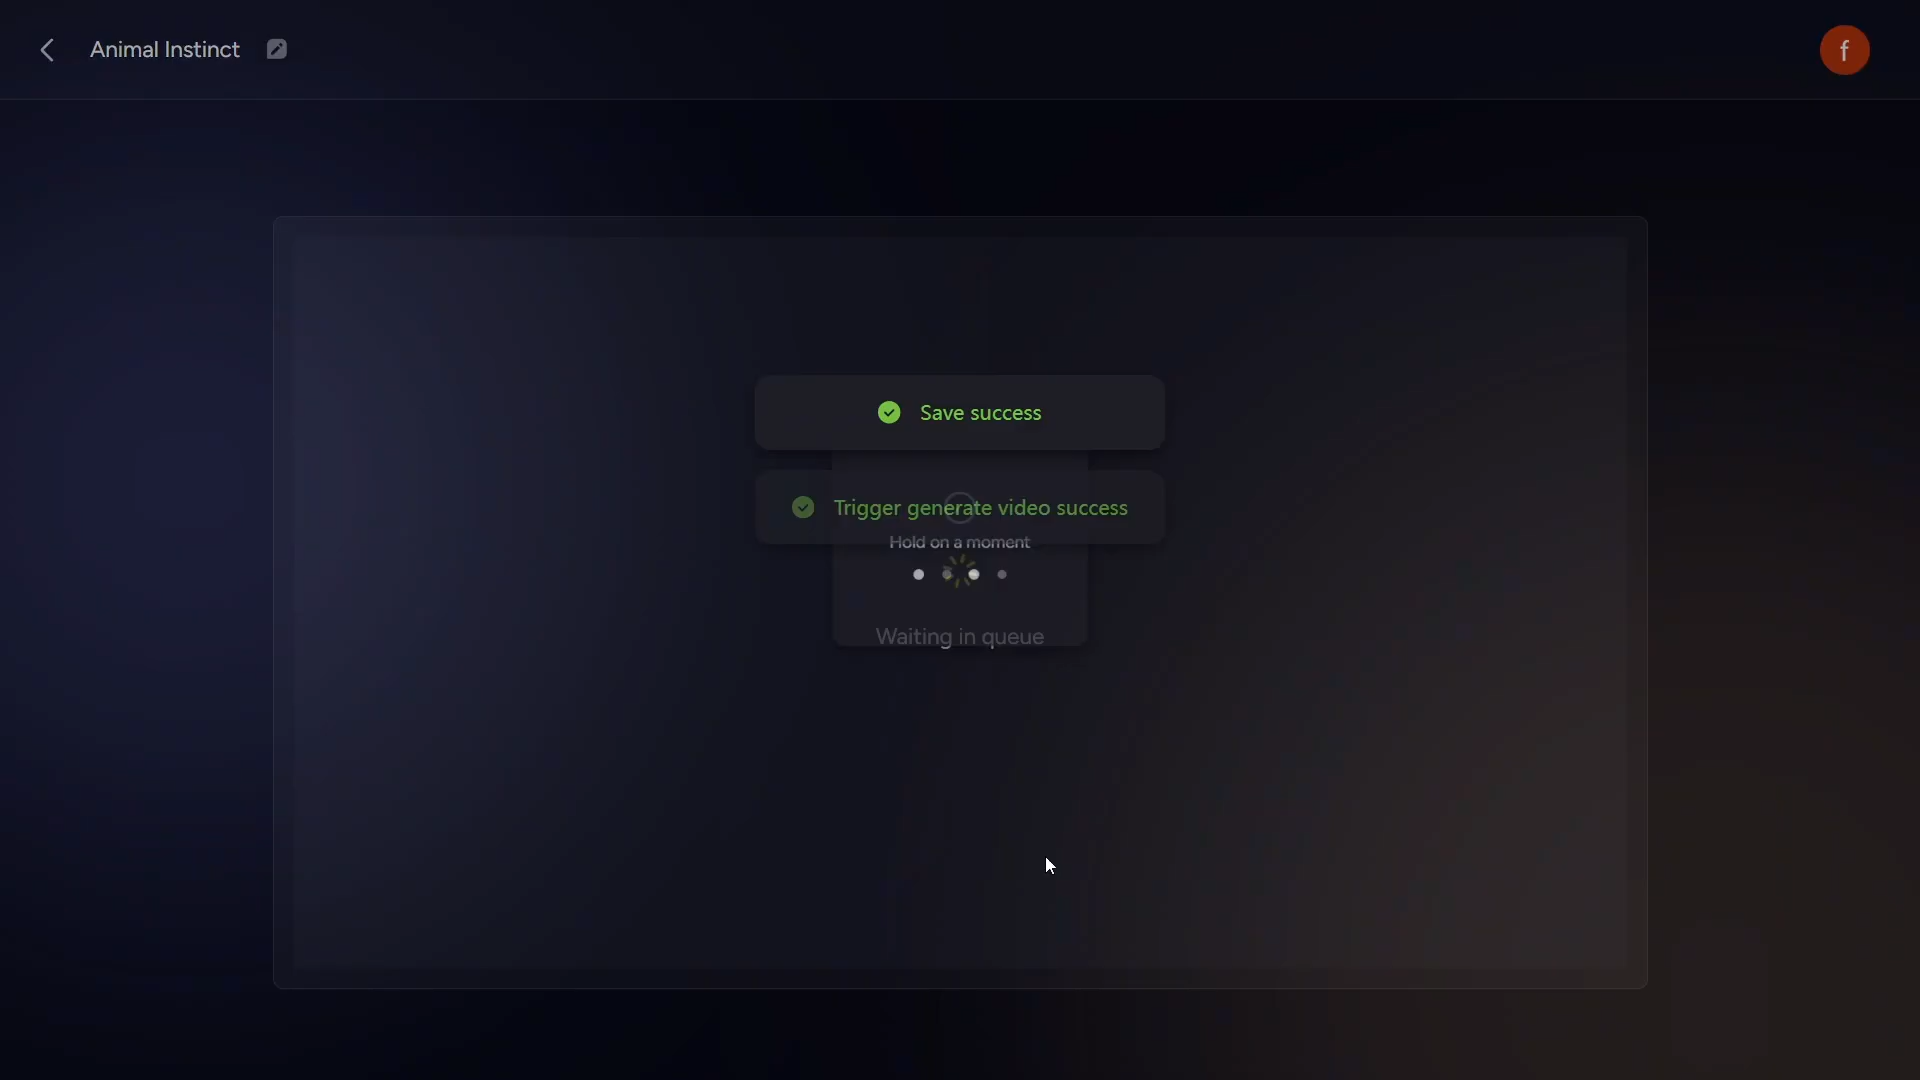 Animal Instinct
f
Save success
Trigger generate video success
Hold on a moment
Waiting in queue